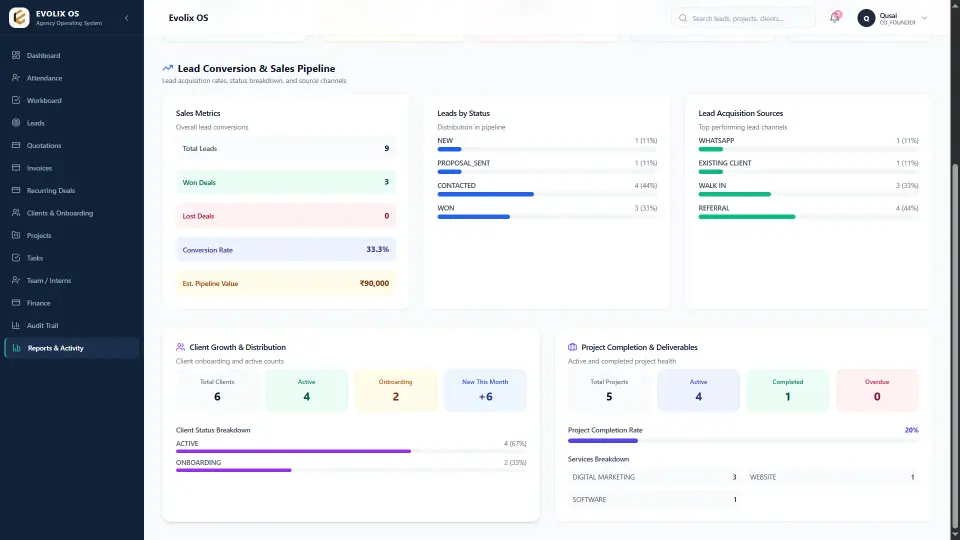 EVOLIX OS
Agency Operating System
Evolix OS
Search leads, projects, clients...
Qusai
CO_FOUNDER
Dashboard
Attendance
Workboard
Leads
Quotations
Invoices
Recurring Deals
Clients & Onboarding
Projects
Tasks
Team / Interns
Finance
Audit Trail
Reports & Activity
Lead Conversion & Sales Pipeline
Lead acquisition rates, status breakdown, and source channels
Sales Metrics
Overall lead conversions
Total Leads 9
Won Deals 3
Lost Deals 0
Conversion Rate 33.3%
Est. Pipeline Value ₹90,000
Leads by Status
Distribution in pipeline
NEW 1 (11%)
PROPOSAL_SENT 1 (11%)
CONTACTED 4 (44%)
WON 3 (33%)
Lead Acquisition Sources
Top performing lead channels
WHATSAPP 1 (11%)
EXISTING CLIENT 1 (11%)
WALK IN 3 (33%)
REFERRAL 4 (44%)
Client Growth & Distribution
Client onboarding and active counts
Total Clients Active Onboarding New This Month
6 4 2 +6
Client Status Breakdown
ACTIVE 4 (67%)
ONBOARDING 2 (33%)
Project Completion & Deliverables
Active and completed project health
Total Projects Active Completed Overdue
5 4 1 0
Project Completion Rate 20%
Services Breakdown
DIGITAL MARKETING 3 WEBSITE 1
SOFTWARE 1